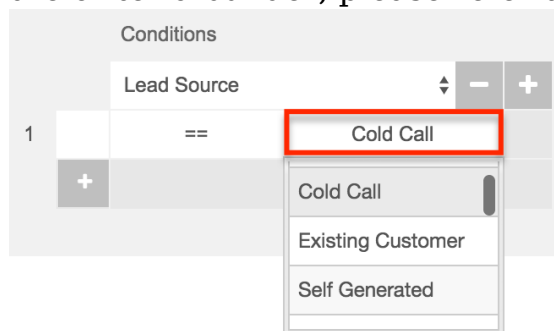 Conditions
Lead Source
1 == Cold Call
Cold Call
Existing Customer
Self Generated